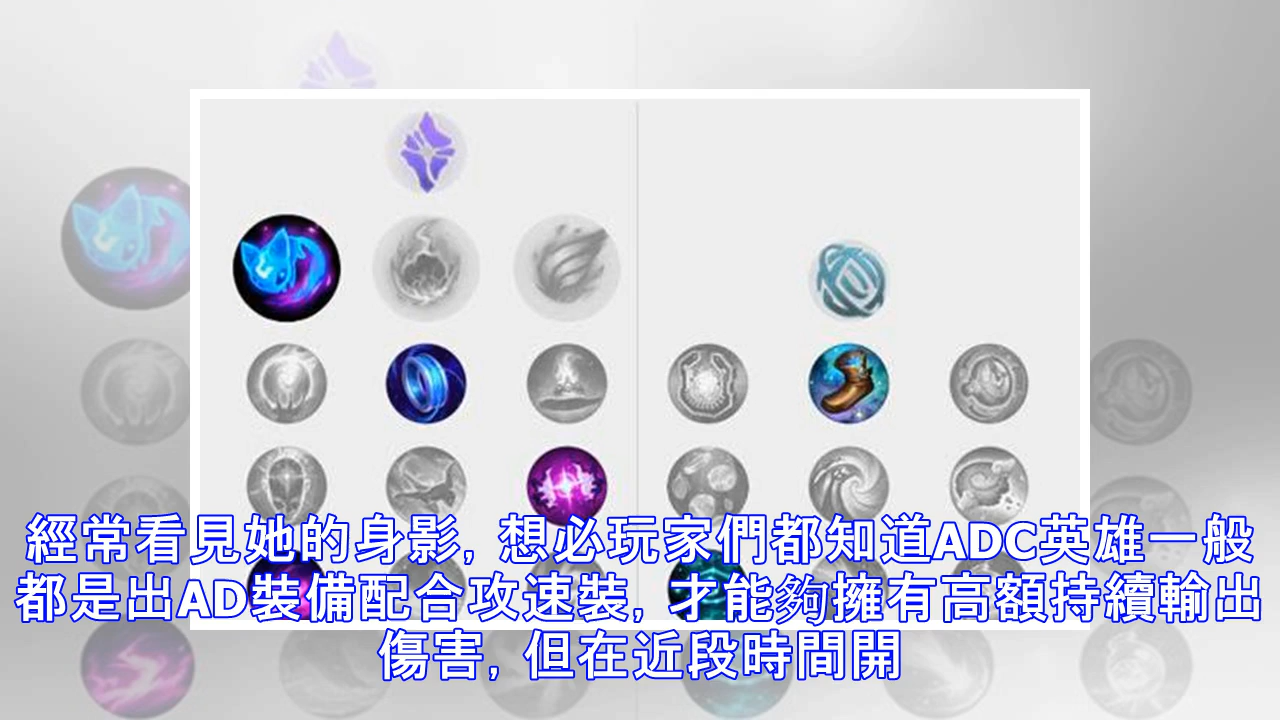 經常看見她的身影, 想必玩家們都知道ADC英雄一般
都是出AD裝備配合攻速裝, 才能夠擁有高額持續輸出
傷害, 但在近段時間開